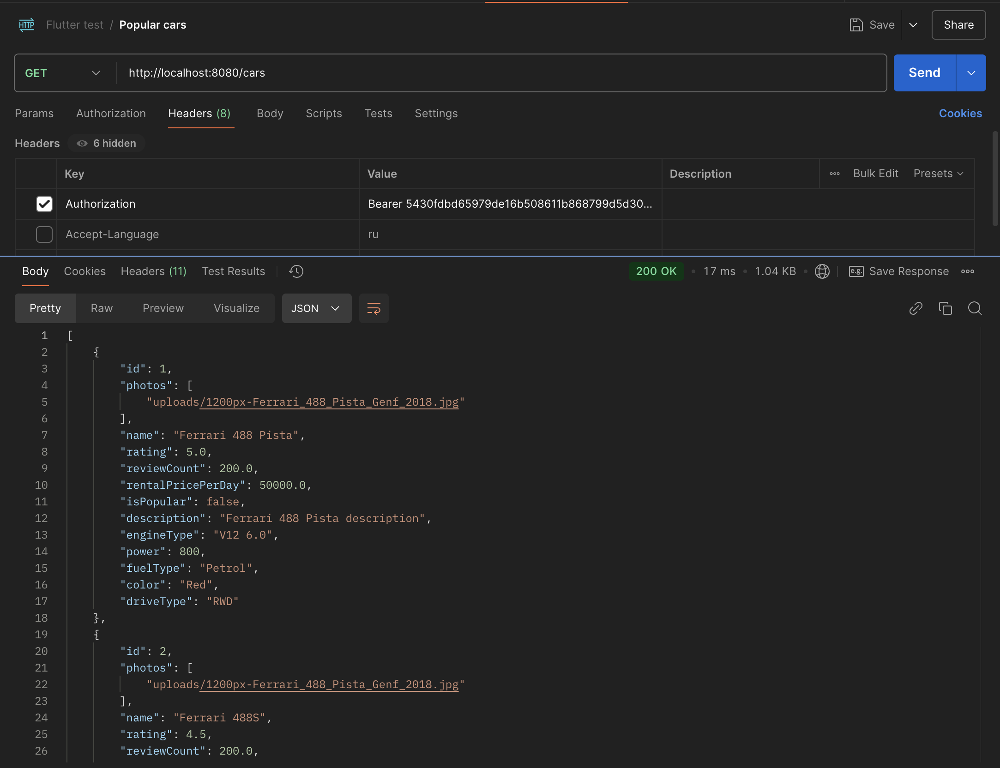 HTTP Flutter test / Popular cars Save Share
GET http://localhost:8080/cars Send
Params Authorization Headers (8) Body Scripts Tests Settings Cookies
Headers 6 hidden
Key Value Description Bulk Edit Presets
Authorization Bearer 5430fdbd65979de16b508611b868799d5d30...
Accept-Language ru
Body Cookies Headers (11) Test Results 200 OK • 17 ms • 1.04 KB • e.g. Save Response
Pretty Raw Preview Visualize JSON
1 [
2 {
3 "id": 1,
4 "photos": [
5 "uploads/1200px-Ferrari_488_Pista_Genf_2018.jpg"
6 ],
7 "name": "Ferrari 488 Pista",
8 "rating": 5.0,
9 "reviewCount": 200.0,
10 "rentalPricePerDay": 50000.0,
11 "isPopular": false,
12 "description": "Ferrari 488 Pista description",
13 "engineType": "V12 6.0",
14 "power": 800,
15 "fuelType": "Petrol",
16 "color": "Red",
17 "driveType": "RWD"
18 },
19 {
20 "id": 2,
21 "photos": [
22 "uploads/1200px-Ferrari_488_Pista_Genf_2018.jpg"
23 ],
24 "name": "Ferrari 488S",
25 "rating": 4.5,
26 "reviewCount": 200.0,